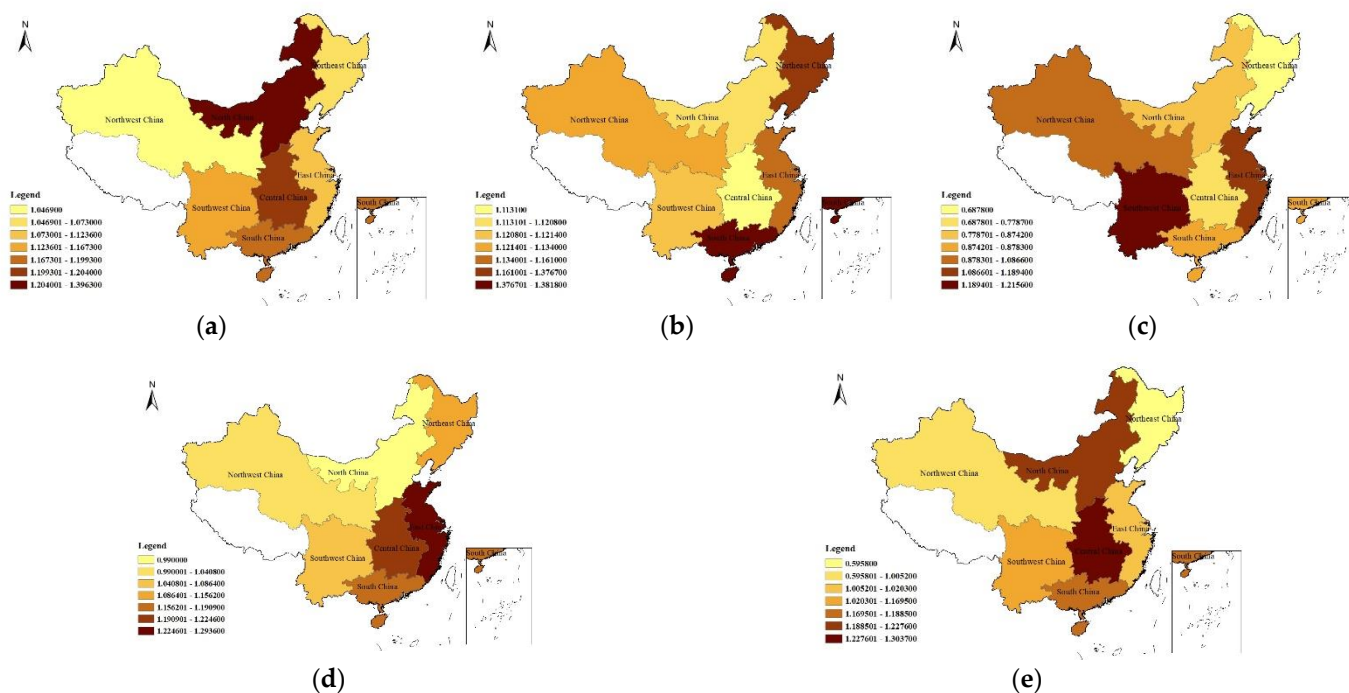 N
Northeast China
North China
Northwest China
East China
Central China
Southwest China
South China
South China
Legend
1.046900
1.046901 - 1.073000
1.073001 - 1.123600
1.123601 - 1.167300
1.167301 - 1.199300
1.199301 - 1.204000
1.204001 - 1.396300
(a)
N
Northeast China
North China
Northwest China
East China
Central China
Southwest China
South China
South China
Legend
1.113100
1.113101 - 1.120800
1.120801 - 1.121400
1.121401 - 1.134000
1.134001 - 1.161000
1.161001 - 1.376700
1.376701 - 1.381800
(b)
N
Northeast China
North China
Northwest China
East China
Central China
Southwest China
South China
South China
Legend
0.687800
0.687801 - 0.778700
0.778701 - 0.874200
0.874201 - 0.878300
0.878301 - 1.086600
1.086601 - 1.189400
1.189401 - 1.215600
(c)
N
Northeast China
North China
Northwest China
East China
Central China
Southwest China
South China
South China
Legend
0.990000
0.990001 - 1.040800
1.040801 - 1.086400
1.086401 - 1.156200
1.156201 - 1.190900
1.190901 - 1.224600
1.224601 - 1.293600
(d)
N
Northeast China
North China
Northwest China
East China
Central China
Southwest China
South China
South China
Legend
0.595800
0.595801 - 1.005200
1.005201 - 1.020300
1.020301 - 1.169500
1.169501 - 1.188500
1.188501 - 1.227600
1.227601 - 1.303700
(e)